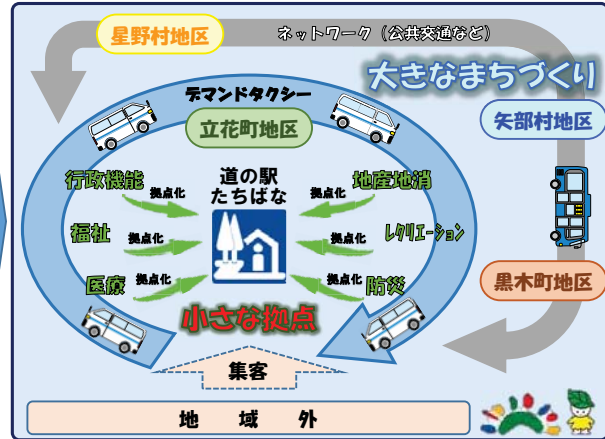 星野村地区
ネットワーク（公共交通など）
大きなまちづくり
デマンドタクシー
立花町地区
矢部村地区
行政機能
拠点化
道の駅
たちばな
拠点化
地産地消
福祉
拠点化
拠点化
レクリエーション
医療
拠点化
拠点化
防災
黒木町地区
小さな拠点
集客
地域外